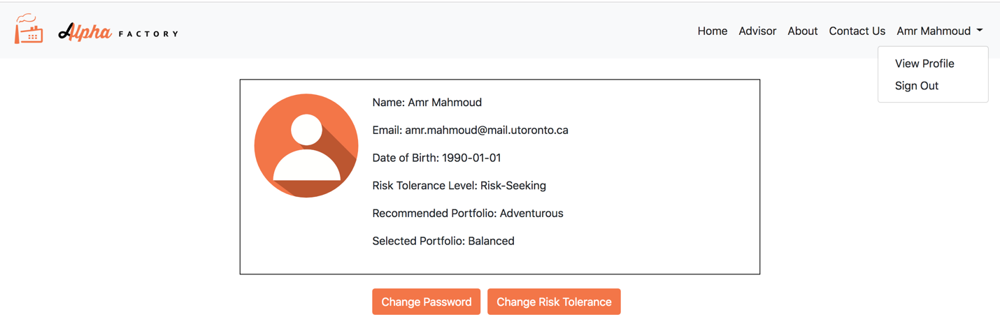 Alpha FACTORY
Home Advisor About Contact Us Amr Mahmoud
View Profile
Sign Out
Name: Amr Mahmoud
Email: amr.mahmoud@mail.utoronto.ca
Date of Birth: 1990-01-01
Risk Tolerance Level: Risk-Seeking
Recommended Portfolio: Adventurous
Selected Portfolio: Balanced
Change Password Change Risk Tolerance